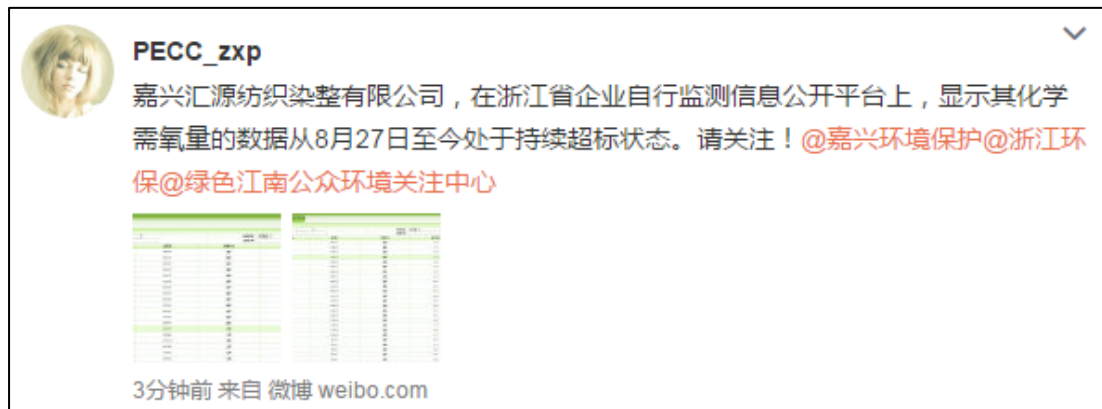 PECC_zxp
嘉兴汇源纺织染整有限公司，在浙江省企业自行监测信息公开平台上，显示其化学
需氧量的数据从8月27日至今处于持续超标状态。请关注！@嘉兴环境保护@浙江环
保@绿色江南公众环境关注中心
3分钟前 来自 微博 weibo.com